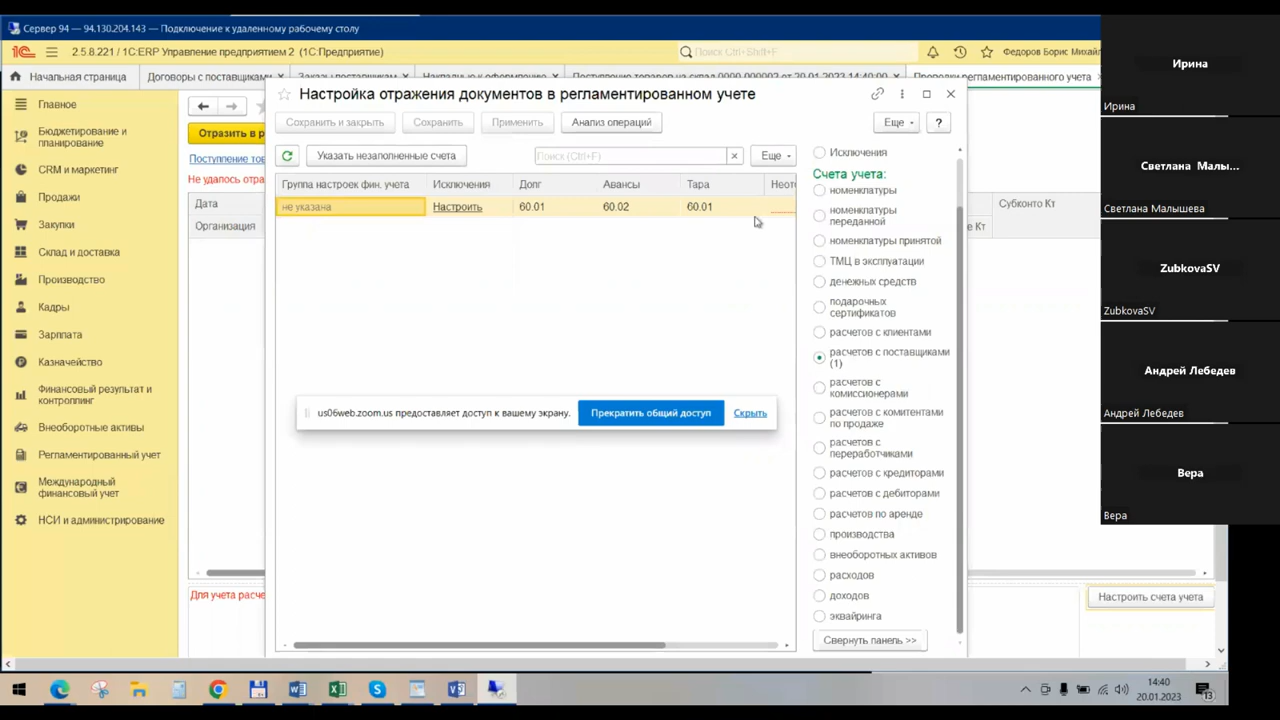 Сервер 94 — 94.130.204.143 — Подключение к удаленному рабочему столу
2.5.8.221 / 1С:ERP Управление предприятием 2 (1С:Предприятие)
Поиск Ctrl+Shift+F
Федоров Борис Михайл
Начальная страница
Договоры с поставщиками
Заказы поставщикам
Накладные к оформлению
Поступление товаров на склад 0000-000002 от 20.01.2023 14:40:00
Проводки регламентированного учета
Главное
Бюджетирование и
планирование
CRM и маркетинг
Продажи
Закупки
Склад и доставка
Производство
Кадры
Зарплата
Казначейство
Финансовый результат и
контроллинг
Внеоборотные активы
Регламентированный учет
Международный
финансовый учет
НСИ и администрирование
Отразить в р
Поступление тов
Не удалось отра
Дата
Организация
Субконто Кт
е Кт
Для учета расче
Настроить счета учета
Настройка отражения документов в регламентированном учете
Сохранить и закрыть
Сохранить
Применить
Анализ операций
Еще
?
Указать незаполненные счета
Поиск (Ctrl+F)
Еще
Группа настроек фин. учета
Исключения
Долг
Авансы
Тара
Неот
не указана
Настроить
60.01
60.02
60.01
Исключения
Счета учета:
номенклатуры
номенклатуры
переданной
номенклатуры принятой
ТМЦ в эксплуатации
денежных средств
подарочных
сертификатов
расчетов с клиентами
расчетов с поставщиками
(1)
расчетов с
комиссионерами
расчетов с комитентами
по продаже
расчетов с
переработчиками
расчетов с кредиторами
расчетов с дебиторами
расчетов по аренде
производства
внеоборотных активов
расходов
доходов
эквайринга
Свернуть панель >>
us06web.zoom.us предоставляет доступ к вашему экрану.
Прекратить общий доступ
Скрыть
Ирина
Ирина
Светлана Малы...
Светлана Малышева
ZubkovaSV
ZubkovaSV
Андрей Лебедев
Андрей Лебедев
Вера
Вера
14:40
20.01.2023
13